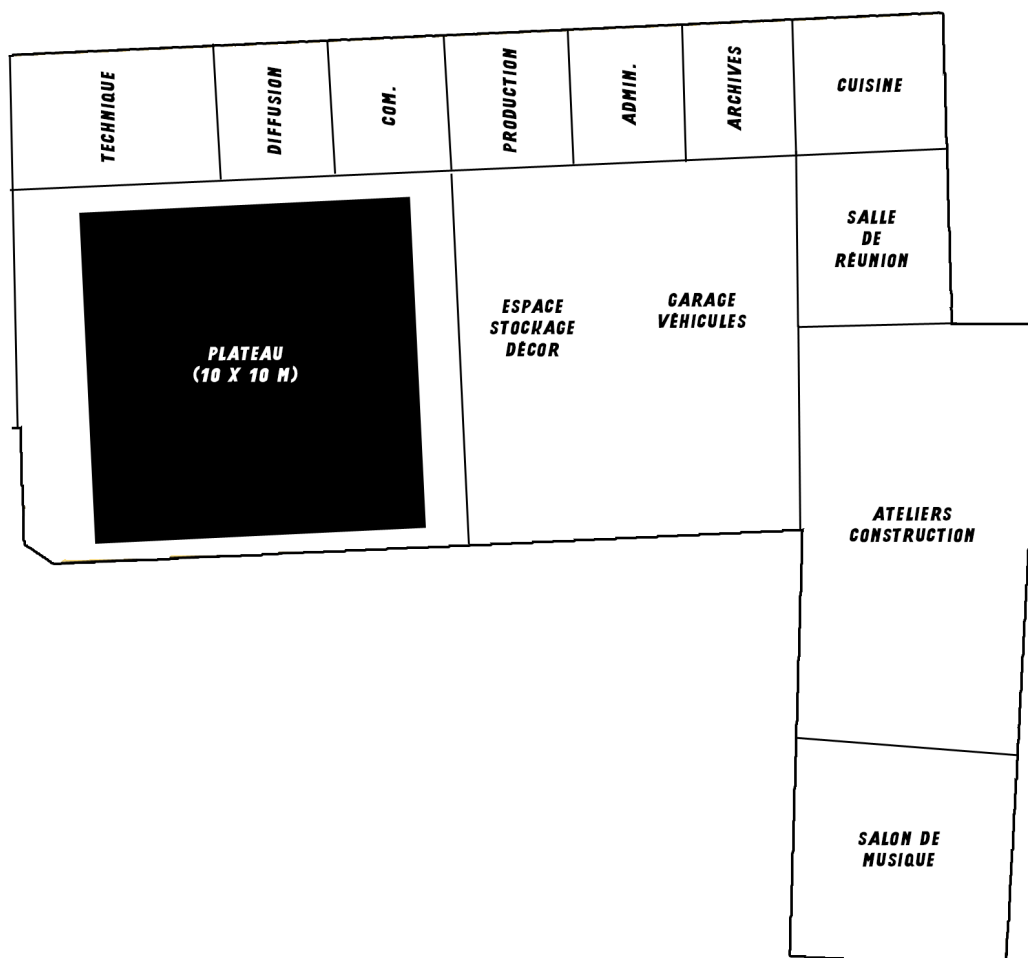 TECHNIQUE
DIFFUSION
COM.
PRODUCTION
ADMIN.
ARCHIVES
CUISINE
SALLE
DE
RÉUNION
ESPACE
STOCKAGE
DÉCOR
GARAGE
VÉHICULES
PLATEAU
(10 X 10 M)
ATELIERS
CONSTRUCTION
SALON DE
MUSIQUE